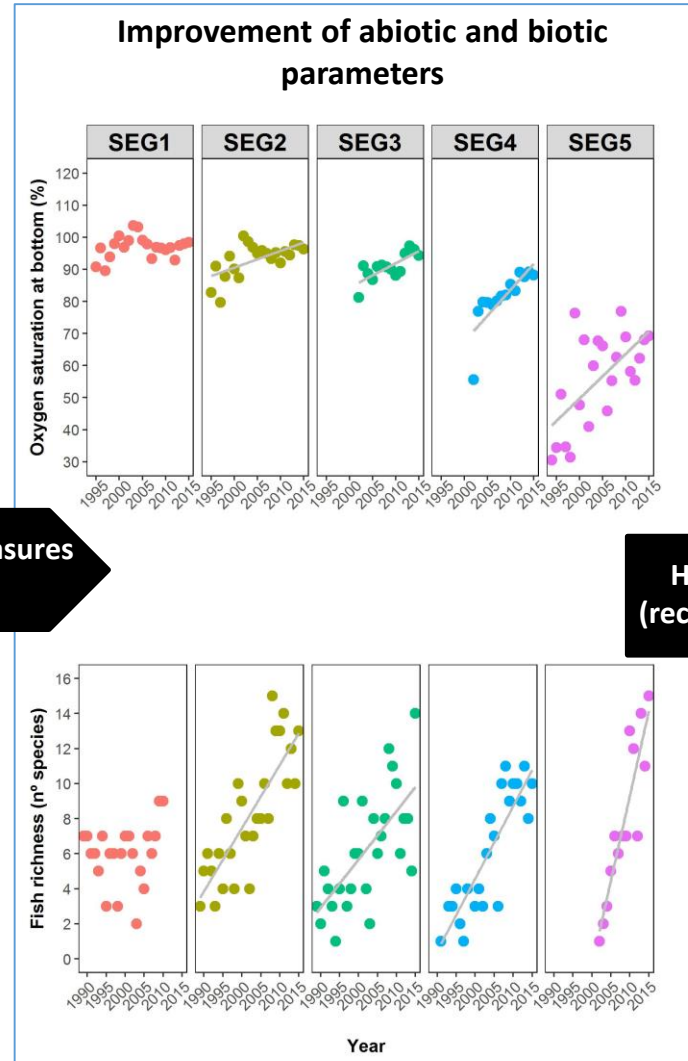 Improvement of abiotic and biotic
parameters
SEG1 SEG2 SEG3 SEG4 SEG5
Oxygen saturation at bottom (%)
120
110
100
90
80
70
60
50
40
30
1995 2000 2005 2010 2015 1995 2000 2005 2010 2015 1995 2000 2005 2010 2015 1995 2000 2005 2010 2015 1995 2000 2005 2010 2015
nsures
H
(rec
Fish richness (nº species)
16
14
12
10
8
6
4
2
0
1990 1995 2000 2005 2010 2015 1990 1995 2000 2005 2010 2015 1990 1995 2000 2005 2010 2015 1990 1995 2000 2005 2010 2015 1990 1995 2000 2005 2010 2015
Year